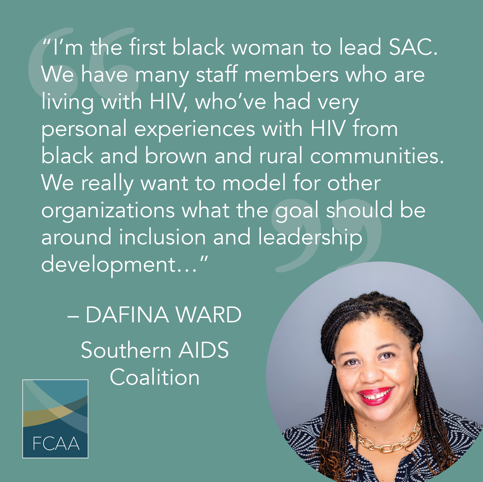 “I’m the first black woman to lead SAC.
We have many staff members who are
living with HIV, who’ve had very
personal experiences with HIV from
black and brown and rural communities.
We really want to model for other
organizations what the goal should be
around inclusion and leadership
development…”
– DAFINA WARD
Southern AIDS
Coalition
FCAA